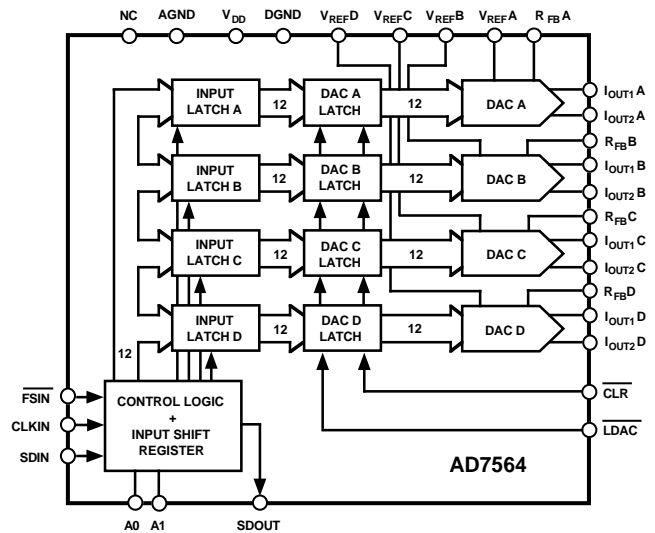 NC AGND VDD DGND VREFD VREFC VREFB VREFA RFBA
INPUT LATCH A
12
DAC A LATCH
12
DAC A
IOUT1A
IOUT2A
RFBB
INPUT LATCH B
12
DAC B LATCH
12
DAC B
IOUT1B
IOUT2B
RFBC
INPUT LATCH C
12
DAC C LATCH
12
DAC C
IOUT1C
IOUT2C
RFBD
INPUT LATCH D
12
DAC D LATCH
12
DAC D
IOUT1D
IOUT2D
12
FSIN
CLKIN
SDIN
CONTROL LOGIC
+
INPUT SHIFT
REGISTER
CLR
LDAC
AD7564
A0 A1 SDOUT